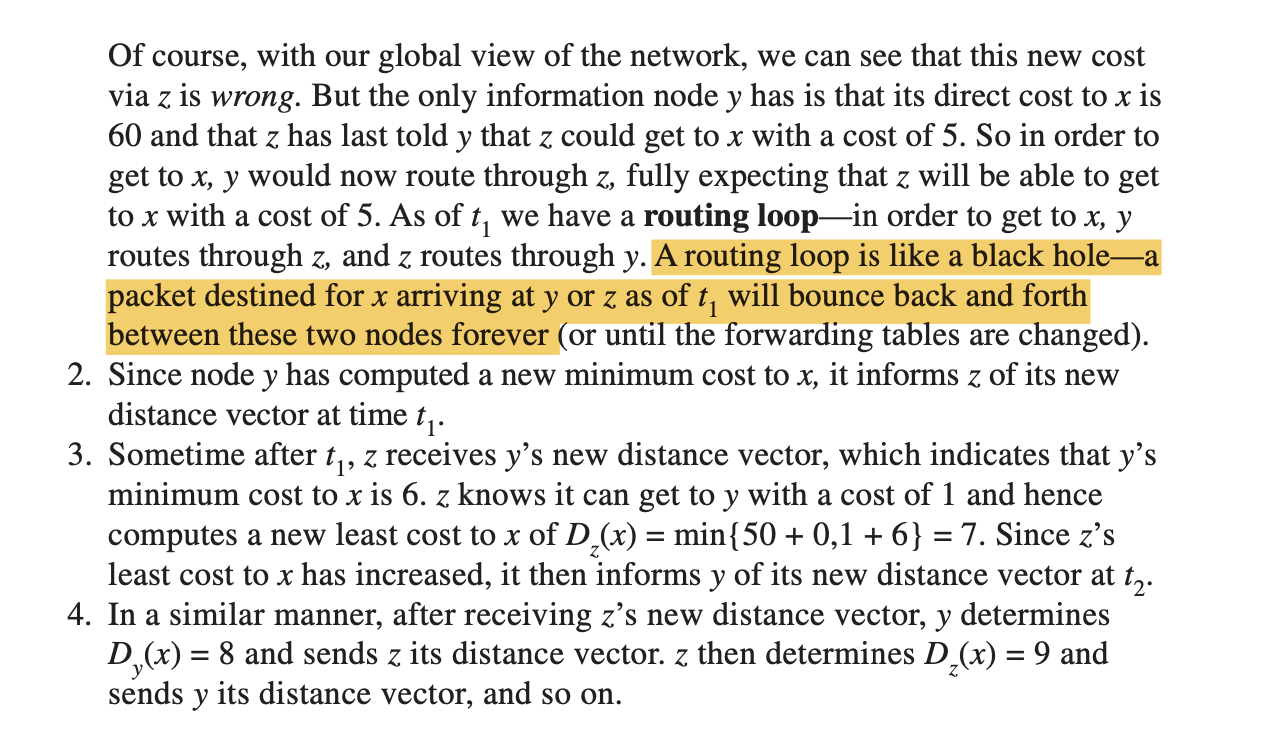 Of course, with our global view of the network, we can see that this new cost
via z is wrong. But the only information node y has is that its direct cost to x is
60 and that z has last told y that z could get to x with a cost of 5. So in order to
get to x, y would now route through z, fully expecting that z will be able to get
to x with a cost of 5. As of t₁ we have a routing loop—in order to get to x, y
routes through z, and z routes through y. A routing loop is like a black hole—a
packet destined for x arriving at y or z as of t₁ will bounce back and forth
between these two nodes forever (or until the forwarding tables are changed).
2. Since node y has computed a new minimum cost to x, it informs z of its new
distance vector at time t₁.
3. Sometime after t₁, z receives y’s new distance vector, which indicates that y’s
minimum cost to x is 6. z knows it can get to y with a cost of 1 and hence
computes a new least cost to x of D_z(x) = min{50 + 0,1 + 6} = 7. Since z’s
least cost to x has increased, it then informs y of its new distance vector at t₂.
4. In a similar manner, after receiving z’s new distance vector, y determines
D_y(x) = 8 and sends z its distance vector. z then determines D_z(x) = 9 and
sends y its distance vector, and so on.